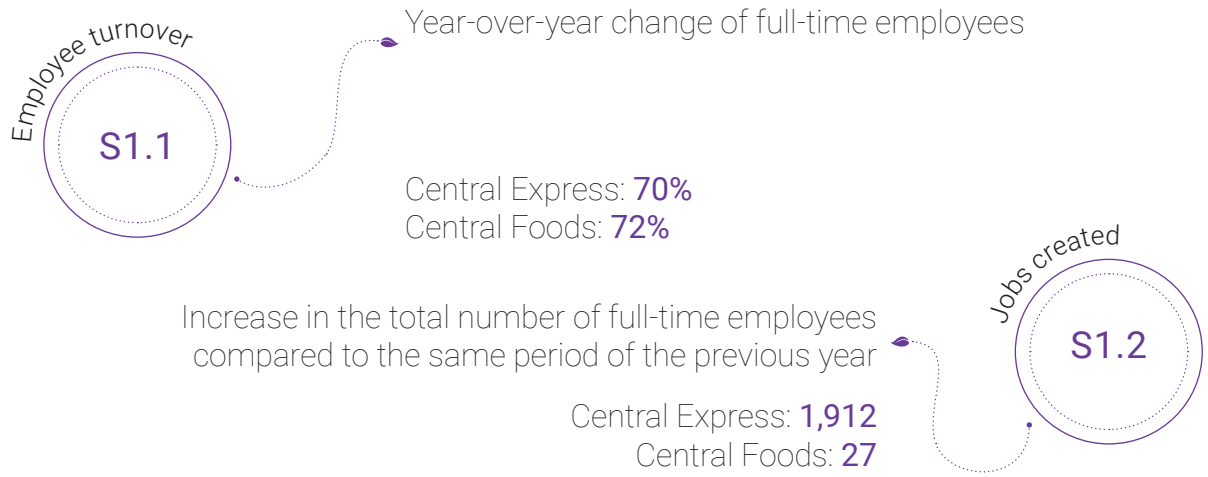 Employee turnover
S1.1
Year-over-year change of full-time employees
Central Express: 70%
Central Foods: 72%
Jobs created
S1.2
Increase in the total number of full-time employees
compared to the same period of the previous year
Central Express: 1,912
Central Foods: 27